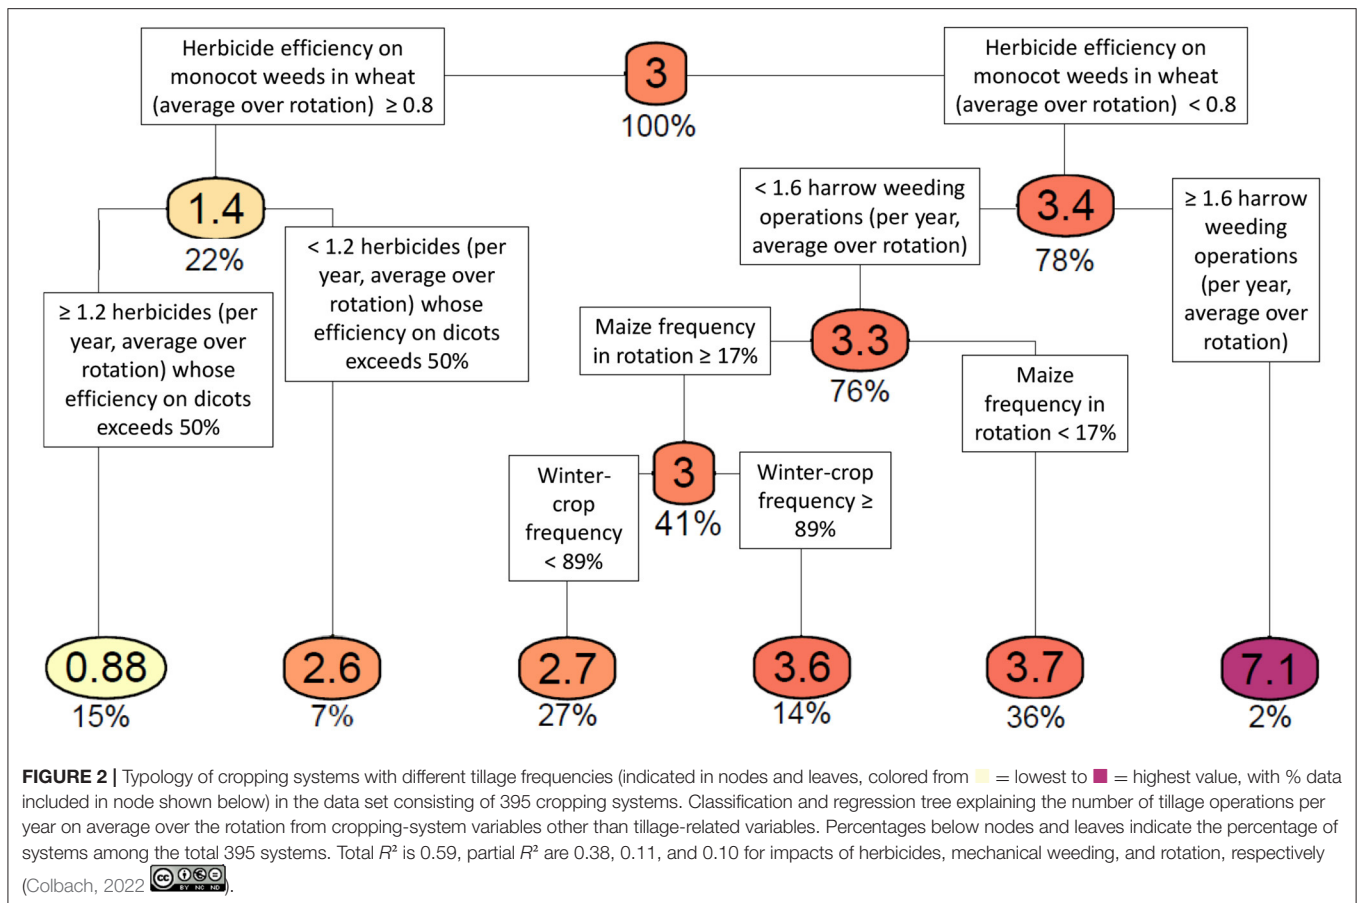 Herbicide efficiency on
monocot weeds in wheat
(average over rotation) ≥ 0.8
3
100%
Herbicide efficiency on
monocot weeds in wheat
(average over rotation) < 0.8
1.4
22%
< 1.6 harrow weeding
operations (per year,
average over rotation)
3.4
78%
≥ 1.6 harrow
weeding
operations
(per year,
average over
rotation)
≥ 1.2 herbicides (per
year, average over
rotation) whose
efficiency on dicots
exceeds 50%
< 1.2 herbicides (per
year, average over
rotation) whose
efficiency on dicots
exceeds 50%
Maize frequency
in rotation ≥ 17%
3.3
76%
Maize
frequency in
rotation < 17%
Winter-
crop
frequency
< 89%
3
41%
Winter-crop
frequency ≥
89%
0.88
15%
2.6
7%
2.7
27%
3.6
14%
3.7
36%
7.1
2%
FIGURE 2 | Typology of cropping systems with different tillage frequencies (indicated in nodes and leaves, colored from = lowest to = highest value, with % data
included in node shown below) in the data set consisting of 395 cropping systems. Classification and regression tree explaining the number of tillage operations per
year on average over the rotation from cropping-system variables other than tillage-related variables. Percentages below nodes and leaves indicate the percentage of
systems among the total 395 systems. Total R² is 0.59, partial R² are 0.38, 0.11, and 0.10 for impacts of herbicides, mechanical weeding, and rotation, respectively
(Colbach, 2022 cc BY NC ND).